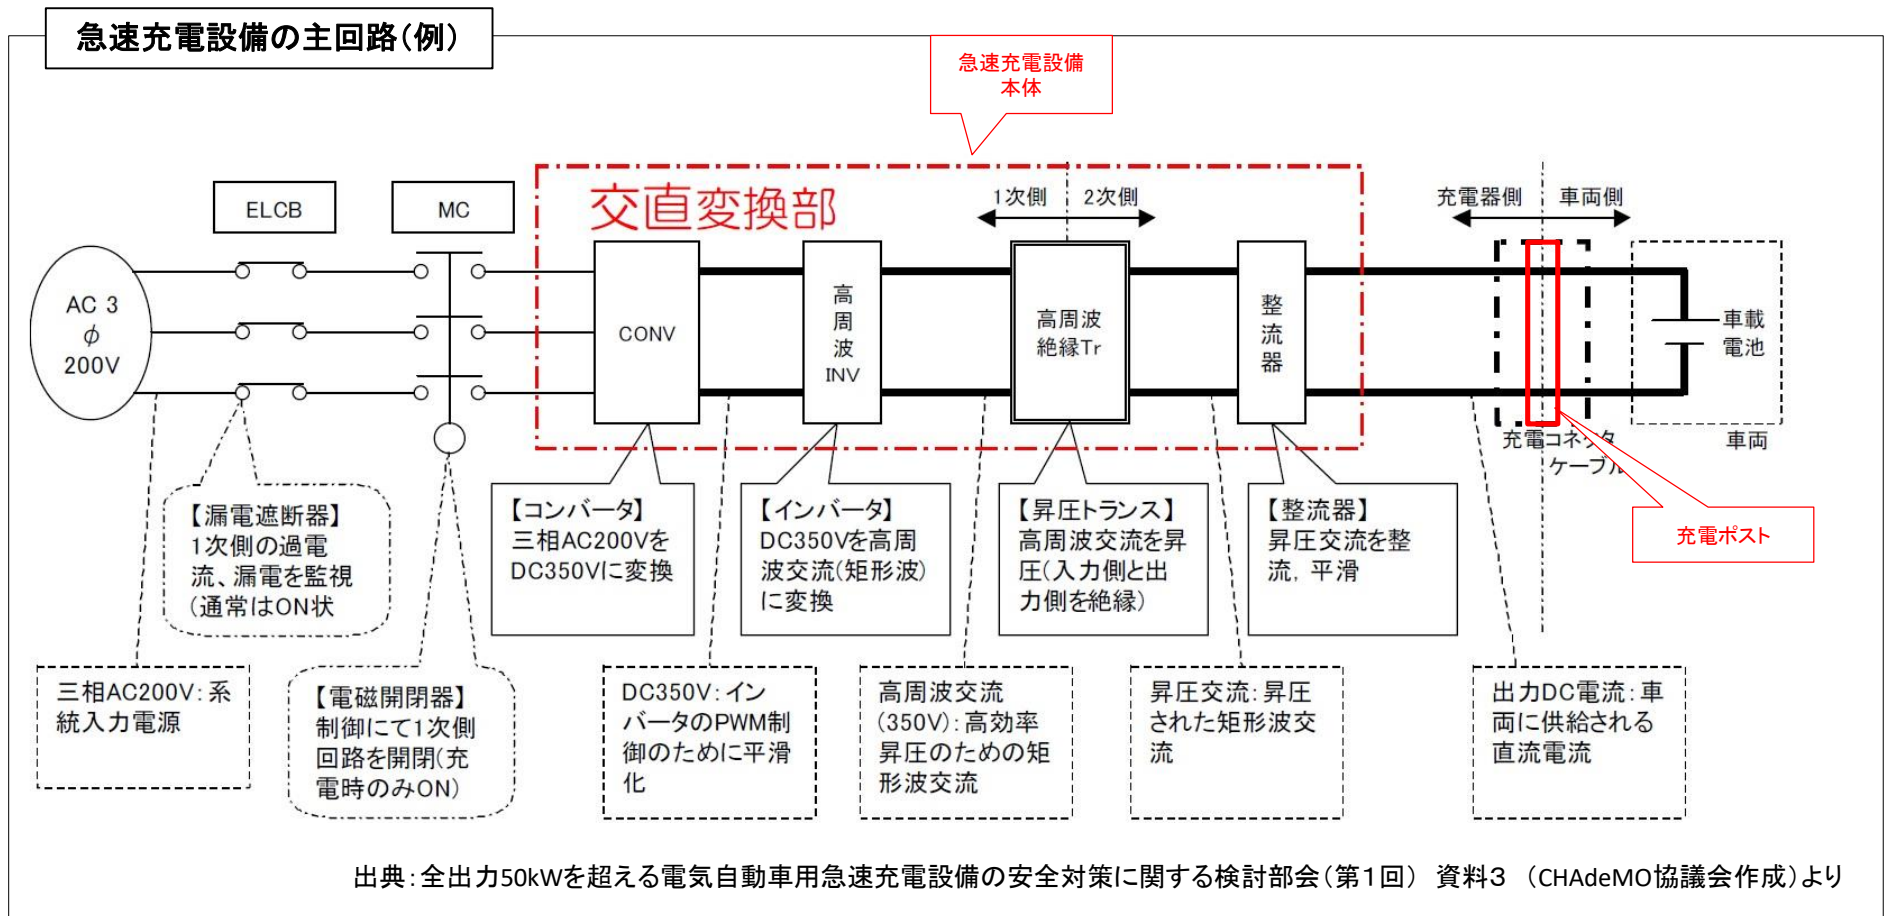 急速充電設備の主回路(例)
急速充電設備
本体
交直変換部
1次側
2次側
充電器側
車両側
ELCB
MC
AC 3
φ
200V
CONV
高
周
波
INV
高周波
絶縁Tr
整
流
器
車載
電池
車両
充電コネクタ
ケーブル
充電ポスト
【漏電遮断器】
1次側の過電
流、漏電を監視
(通常はON状
【コンバータ】
三相AC200Vを
DC350Vに変換
【インバータ】
DC350Vを高周
波交流(矩形波)
に変換
【昇圧トランス】
高周波交流を昇
圧(入力側と出
力側を絶縁)
【整流器】
昇圧交流を整
流, 平滑
三相AC200V: 系
統入力電源
【電磁開閉器】
制御にて1次側
回路を開閉(充
電時のみON)
DC350V: イン
バータのPWM制
御のために平滑
化
高周波交流
(350V): 高効率
昇圧のための矩
形波交流
昇圧交流: 昇圧
された矩形波交
流
出力DC電流: 車
両に供給される
直流電流
出典:全出力50kWを超える電気自動車用急速充電設備の安全対策に関する検討部会(第1回) 資料3 (CHAdeMO協議会作成)より